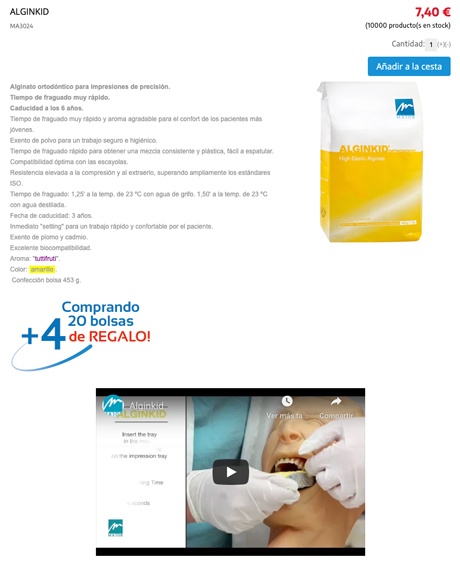 ALGINKID
7,40 €
MA3024
(10000 producto(s en stock)
Cantidad: 1 (+)(-)
Añadir a la cesta
Alginato ortodóntico para impresiones de precisión.
Tiempo de fraguado muy rápido.
Caducidad a los 6 años.
Tiempo de fraguado muy rápido y aroma agradable para el confort de los pacientes más
jóvenes.
Exento de polvo para un trabajo seguro e higiénico.
Tiempo de fraguado rápido para obtener una mezcla consistente y plástica, fácil a espatular.
Compatibilidad óptima con las escayolas.
Resistencia elevada a la compresión y al extraerlo, superando ampliamente los estándares
ISO.
Tiempo de fraguado: 1,25' a la temp. de 23 ºC con agua de grifo. 1,50' a la temp. de 23 ºC
con agua destilada.
Fecha de caducidad: 3 años.
Inmediato "setting" para un trabajo rápido y confortable por el paciente.
Exento de plomo y cadmio.
Excelente biocompatibilidad.
Aroma: "tuttifruti".
Color: amarillo.
Confección bolsa 453 g.
MAJOR
ALGINKID
High Elastic Alginate
Comprando
20 bolsas
+4 de REGALO!
Alginkid
ALGINKID
Ver más ta...
Compartir
Insert the tray
in the
on the impression tray
Time
seconds